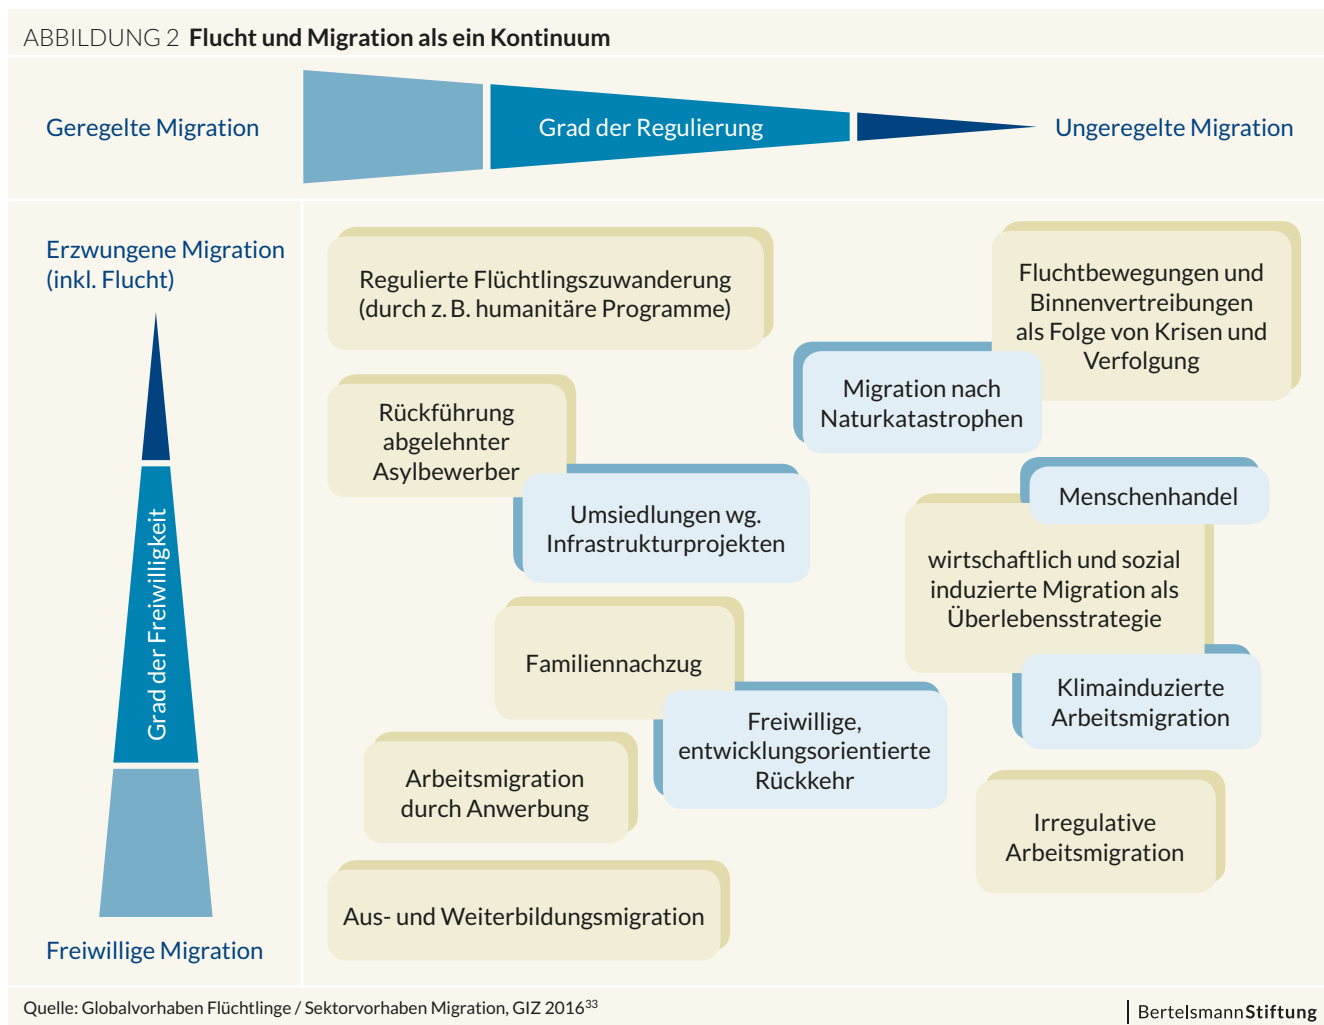 ABBILDUNG 2 Flucht und Migration als ein Kontinuum
Geregelte Migration
Grad der Regulierung
Ungeregelte Migration
Erzwungene Migration
(inkl. Flucht)
Grad der Freiwilligkeit
Freiwillige Migration
Regulierte Flüchtlingszuwanderung
(durch z. B. humanitäre Programme)
Fluchtbewegungen und
Binnenvertreibungen
als Folge von Krisen und
Verfolgung
Migration nach
Naturkatastrophen
Rückführung
abgelehnter
Asylbewerber
Umsiedlungen wg.
Infrastrukturprojekten
Menschenhandel
wirtschaftlich und sozial
induzierte Migration als
Überlebensstrategie
Familiennachzug
Klimainduzierte
Arbeitsmigration
Freiwillige,
entwicklungsorientierte
Rückkehr
Arbeitsmigration
durch Anwerbung
Irregulative
Arbeitsmigration
Aus- und Weiterbildungsmigration
Quelle: Globalvorhaben Flüchtlinge / Sektorvorhaben Migration, GIZ 2016³³
BertelsmannStiftung